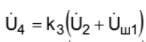 U̇₄ = k₃(U̇₂ + U̇ш1)